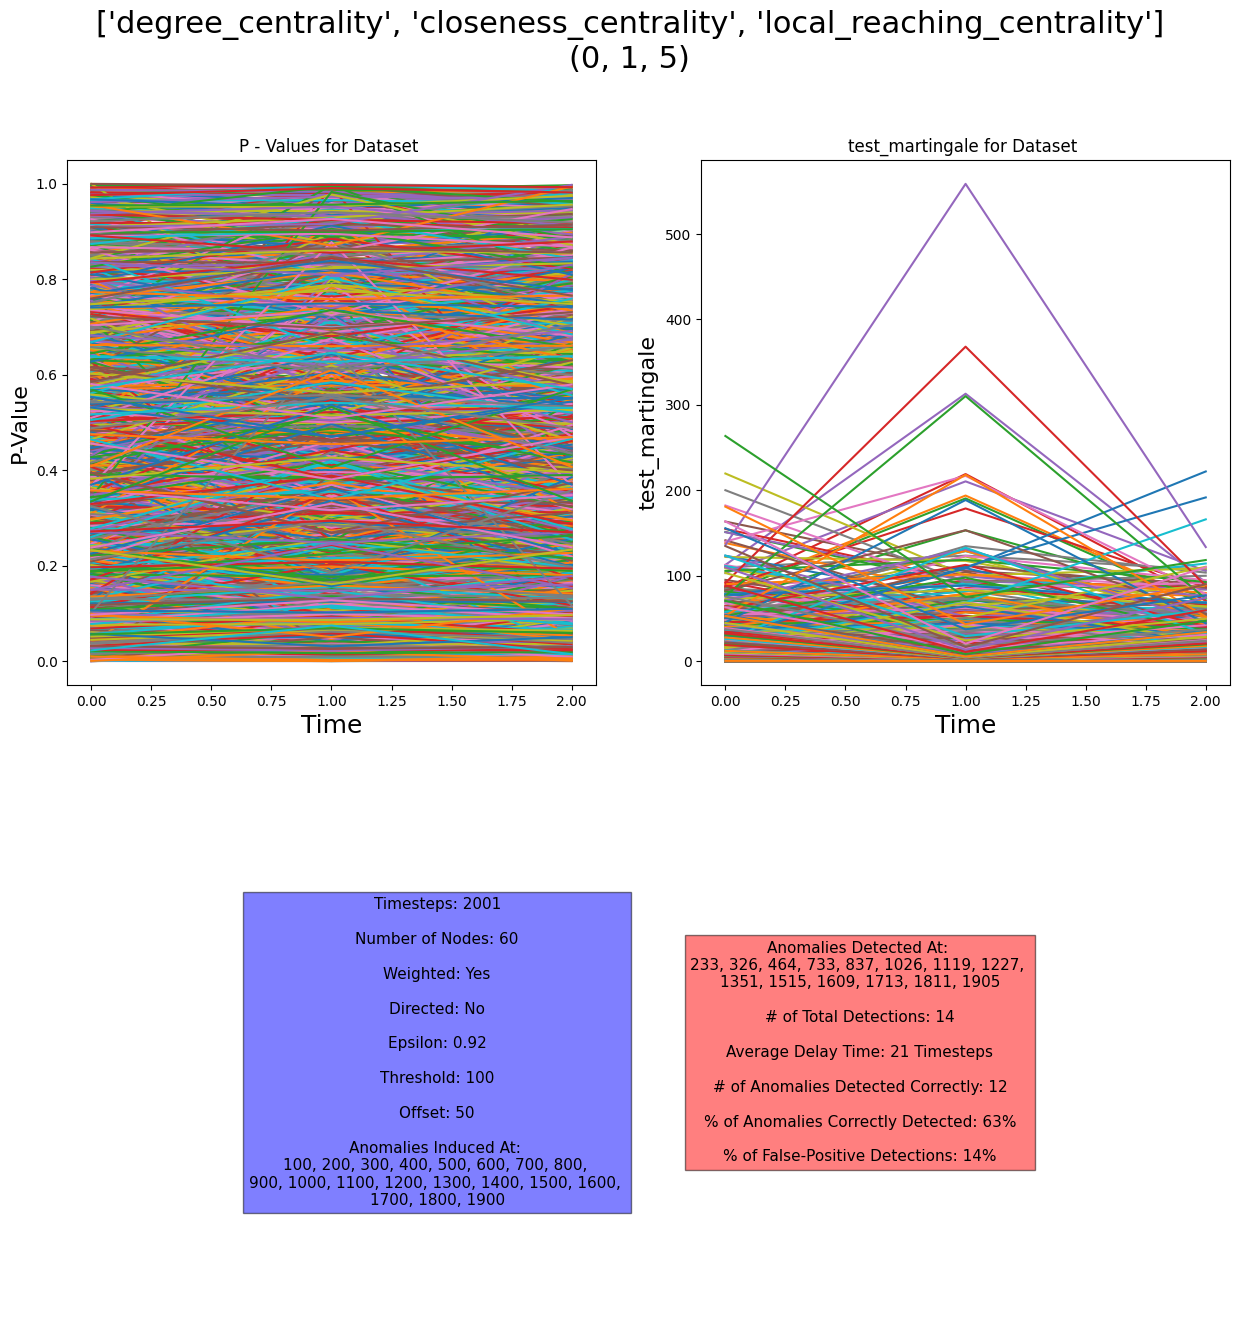 ['degree_centrality', 'closeness_centrality', 'local_reaching_centrality']
(0, 1, 5)
P - Values for Dataset
P-Value
1.0
0.8
0.6
0.4
0.2
0.0
0.00 0.25 0.50 0.75 1.00 1.25 1.50 1.75 2.00
Time
test_martingale for Dataset
test_martingale
500
400
300
200
100
0
0.00 0.25 0.50 0.75 1.00 1.25 1.50 1.75 2.00
Time
Timesteps: 2001
Number of Nodes: 60
Weighted: Yes
Directed: No
Epsilon: 0.92
Threshold: 100
Offset: 50
Anomalies Induced At:
100, 200, 300, 400, 500, 600, 700, 800,
900, 1000, 1100, 1200, 1300, 1400, 1500, 1600,
1700, 1800, 1900
Anomalies Detected At:
233, 326, 464, 733, 837, 1026, 1119, 1227,
1351, 1515, 1609, 1713, 1811, 1905
# of Total Detections: 14
Average Delay Time: 21 Timesteps
# of Anomalies Detected Correctly: 12
% of Anomalies Correctly Detected: 63%
% of False-Positive Detections: 14%